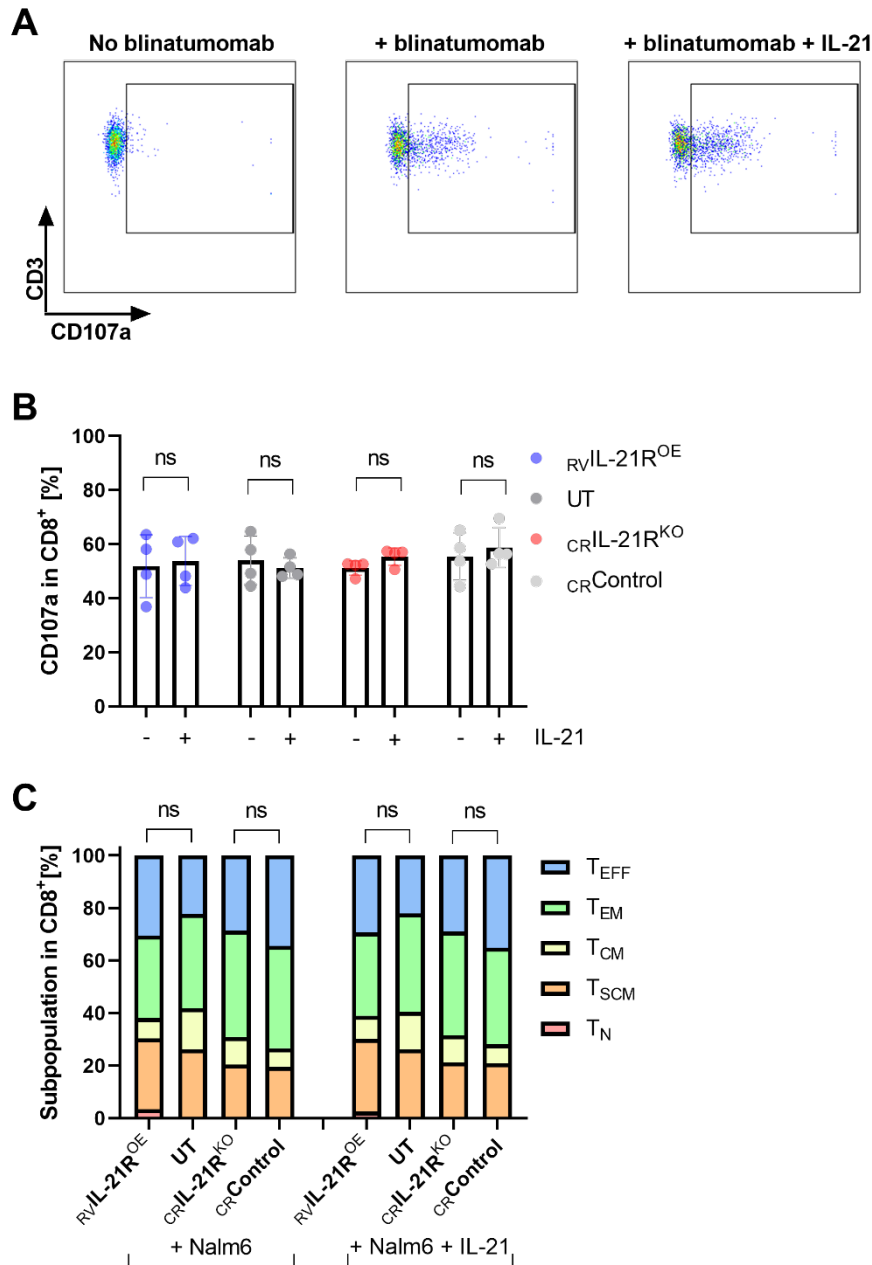 A
No blinatumomab
+ blinatumomab
+ blinatumomab + IL-21
CD3
CD107a
B
CD107a in CD8+ [%]
100
80
60
40
20
0
ns
ns
ns
ns
RVIL-21ROE
UT
CRIL-21RKO
CRControl
- + - + - + - + IL-21
C
Subpopulation in CD8+[%]
100
80
60
40
20
0
ns
ns
ns
ns
TEFF
TEM
TCM
TSCM
TN
RVIL-21ROE
UT
CRIL-21RKO
CRControl
RVIL-21ROE
UT
CRIL-21RKO
CRControl
+ Nalm6
+ Nalm6 + IL-21